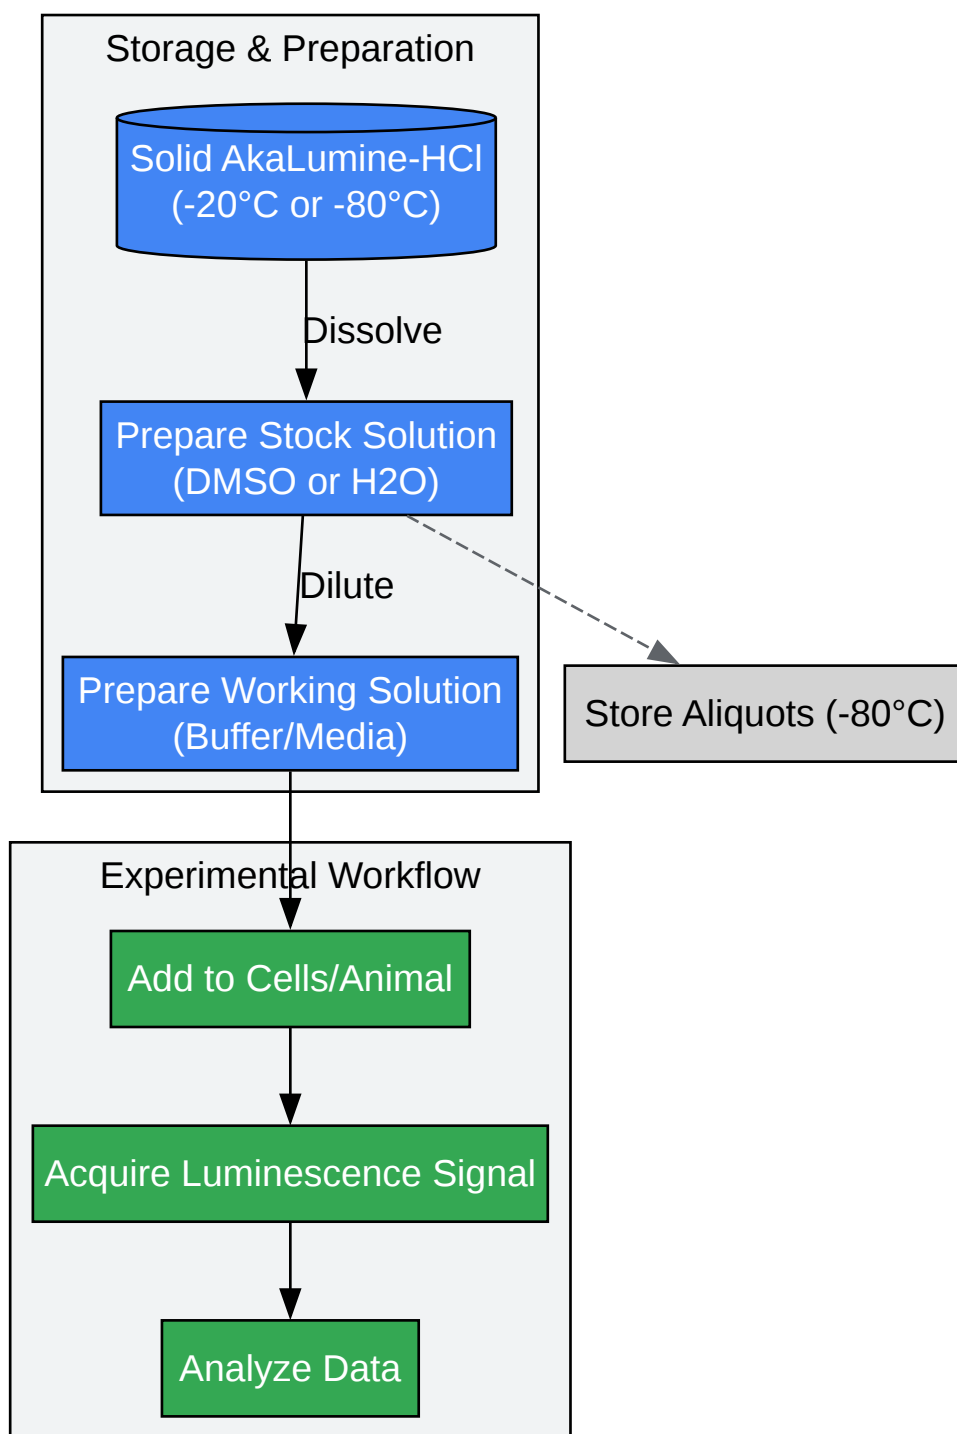 Storage & Preparation
Solid AkaLumine-HCl
(-20°C or -80°C)
Dissolve
Prepare Stock Solution
(DMSO or H2O)
Dilute
Prepare Working Solution
(Buffer/Media)
Store Aliquots (-80°C)
Experimental Workflow
Add to Cells/Animal
Acquire Luminescence Signal
Analyze Data